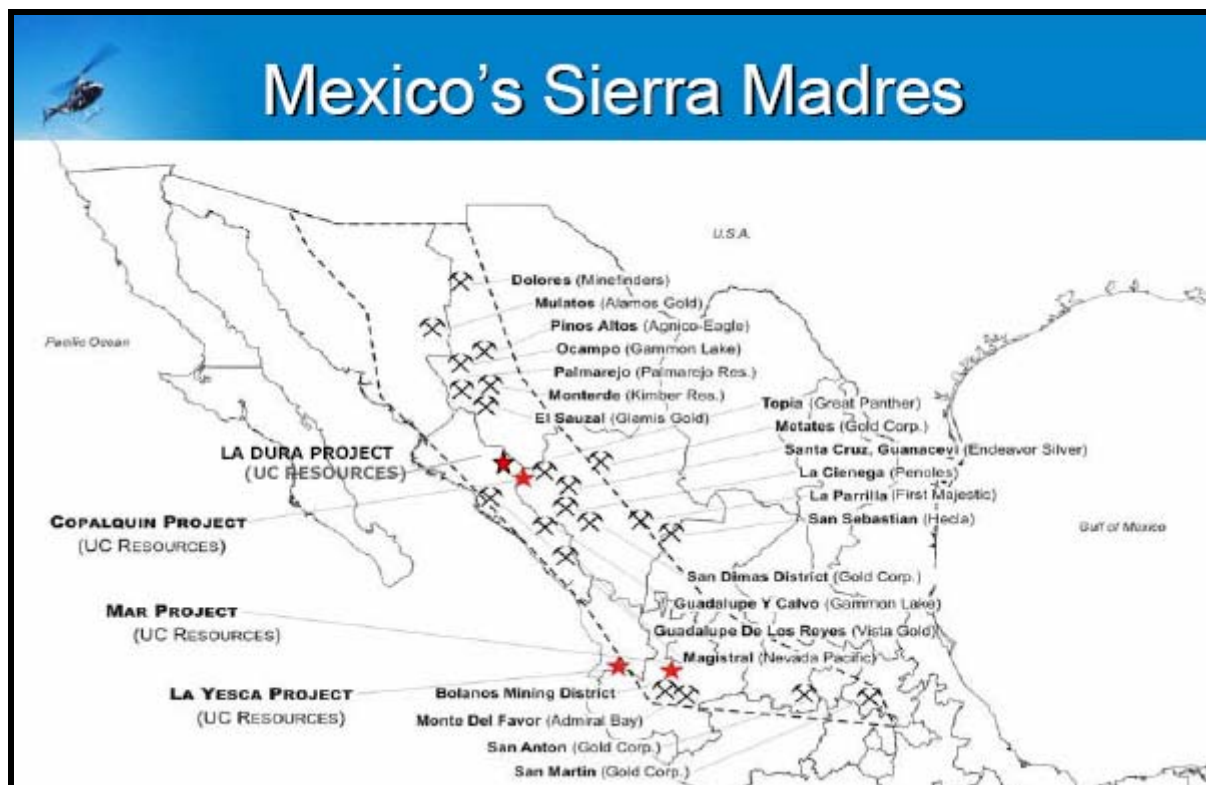 Mexico's Sierra Madres
U.S.A.
Pacific Ocean
Gulf of Mexico
Dolores (Minefinders)
Mulatos (Alamos Gold)
Pinos Altos (Agnico-Eagle)
Ocampo (Gammon Lake)
Palmarejo (Palmarejo Res.)
Monterde (Kimber Res.)
El Sauzal (Glamis Gold)
Topia (Great Panther)
Metates (Gold Corp.)
Santa Cruz, Guanacevi (Endeavor Silver)
La Cienega (Penoles)
La Parrilla (First Majestic)
San Sebastian (Hecla)
LA DURA PROJECT
(UC RESOURCES)
COPALQUIN PROJECT
(UC RESOURCES)
MAR PROJECT
(UC RESOURCES)
LA YESCA PROJECT
(UC RESOURCES)
San Dimas District (Gold Corp.)
Guadalupe Y Calvo (Gammon Lake)
Guadalupe De Los Reyes (Vista Gold)
Magistral (Nevada Pacific)
Bolanos Mining District
Monte Del Favor (Admiral Bay)
San Anton (Gold Corp.)
San Martin (Gold Corp.)